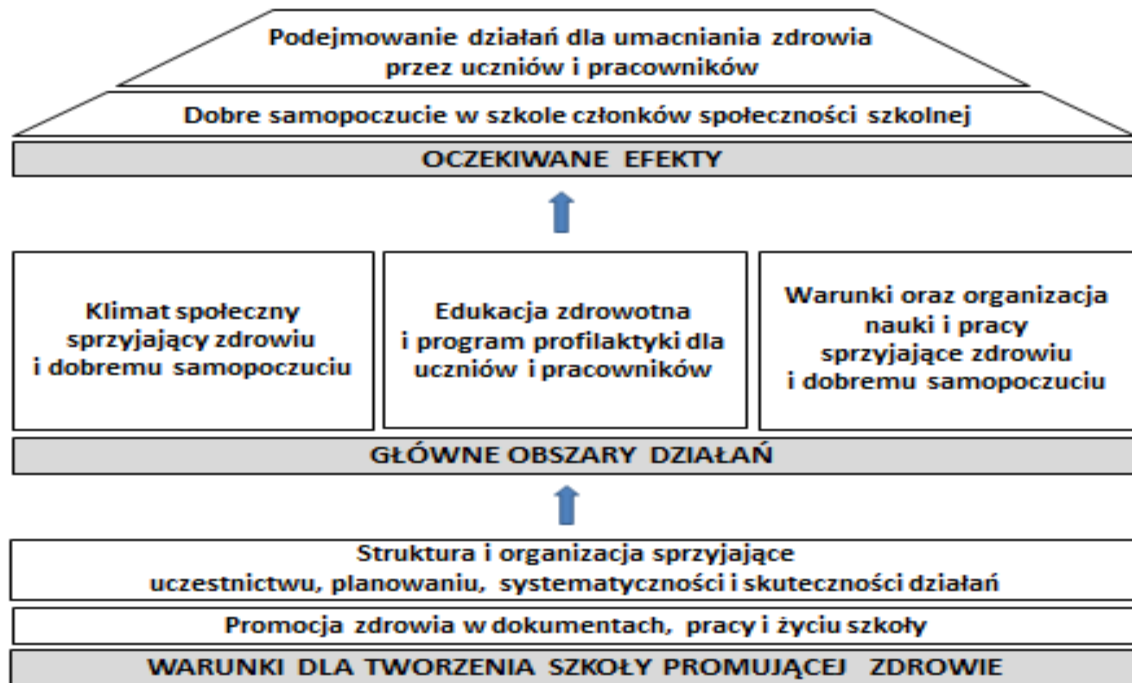 Podejmowanie działań dla umacniania zdrowia
przez uczniów i pracowników
Dobre samopoczucie w szkole członków społeczności szkolnej
OCZEKIWANE EFEKTY
Klimat społeczny
sprzyjający zdrowiu
i dobremu samopoczuciu
Edukacja zdrowotna
i program profilaktyki dla
uczniów i pracowników
Warunki oraz organizacja
nauki i pracy
sprzyjające zdrowiu
i dobremu samopoczuciu
GŁÓWNE OBSZARY DZIAŁAŃ
Struktura i organizacja sprzyjające
uczestnictwu, planowaniu, systematyczności i skuteczności działań
Promocja zdrowia w dokumentach, pracy i życiu szkoły
WARUNKI DLA TWORZENIA SZKOŁY PROMUJĄCEJ ZDROWIE